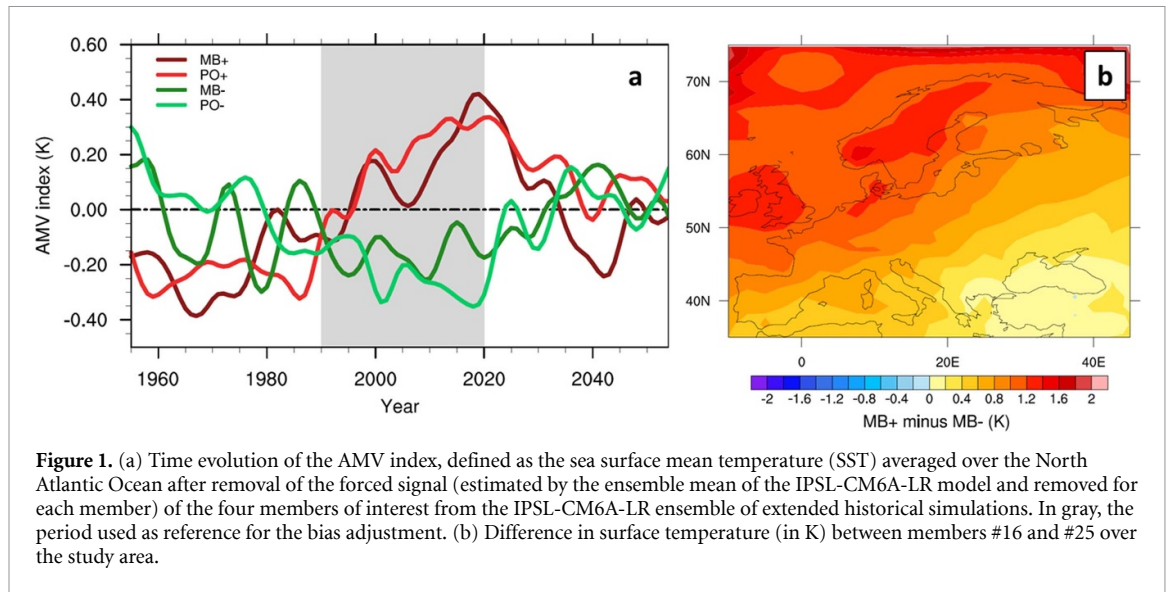 0.60
0.40
0.20
0.00
-0.20
-0.40
AMV index (K)
MB+
PO+
MB-
PO-
a
1960
1980
2000
2020
2040
Year
b
70N
60N
50N
40N
0
20E
40E
-2 -1.6 -1.2 -0.8 -0.4 0 0.4 0.8 1.2 1.6 2
MB+ minus MB- (K)
Figure 1. (a) Time evolution of the AMV index, defined as the sea surface mean temperature (SST) averaged over the North
Atlantic Ocean after removal of the forced signal (estimated by the ensemble mean of the IPSL-CM6A-LR model and removed for
each member) of the four members of interest from the IPSL-CM6A-LR ensemble of extended historical simulations. In gray, the
period used as reference for the bias adjustment. (b) Difference in surface temperature (in K) between members #16 and #25 over
the study area.